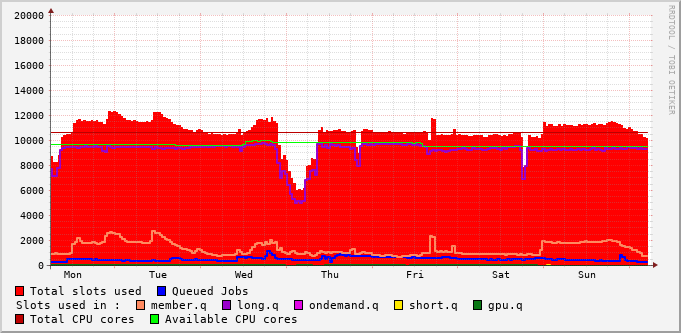 20000
18000
16000
14000
12000
10000
8000
6000
4000
2000
0
Mon Tue Wed Thu Fri Sat Sun
Total slots used Queued Jobs
Slots used in : member.q long.q ondemand.q short.q gpu.q
Total CPU cores Available CPU cores
RRDTOOL / TOBI OETIKER